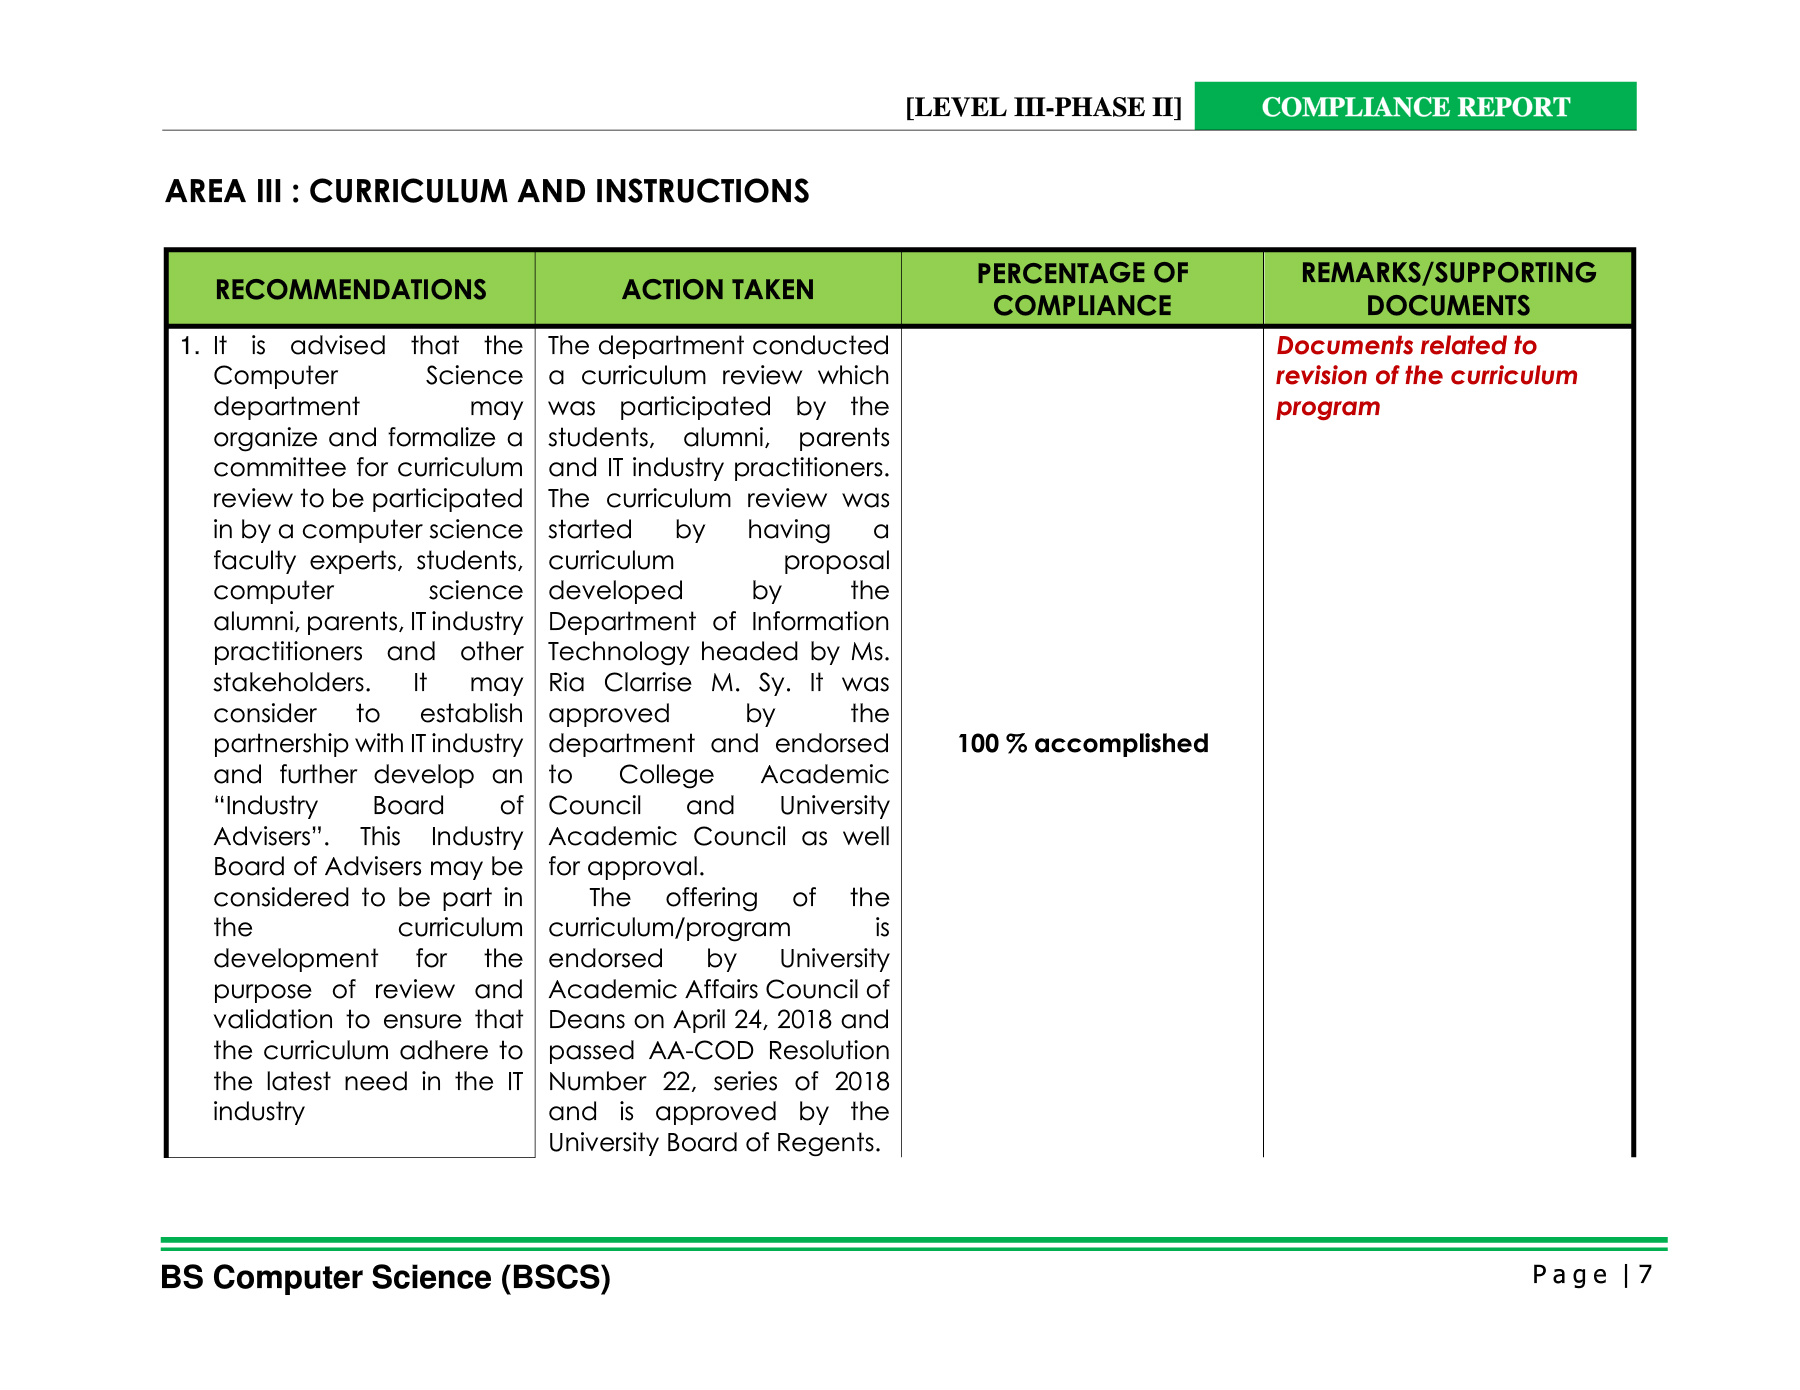 [LEVEL III-PHASE II] COMPLIANCE REPORT
AREA III : CURRICULUM AND INSTRUCTIONS
RECOMMENDATIONS
ACTION TAKEN
PERCENTAGE OF
COMPLIANCE
REMARKS/SUPPORTING
DOCUMENTS
1. It is advised that the
Computer Science
department may
organize and formalize a
committee for curriculum
review to be participated
in by a computer science
faculty experts, students,
computer science
alumni, parents, IT industry
practitioners and other
stakeholders. It may
consider to establish
partnership with IT industry
and further develop an
“Industry Board of
Advisers”. This Industry
Board of Advisers may be
considered to be part in
the curriculum
development for the
purpose of review and
validation to ensure that
the curriculum adhere to
the latest need in the IT
industry
The department conducted
a curriculum review which
was participated by the
students, alumni, parents
and IT industry practitioners.
The curriculum review was
started by having a
curriculum proposal
developed by the
Department of Information
Technology headed by Ms.
Ria Clarrise M. Sy. It was
approved by the
department and endorsed
to College Academic
Council and University
Academic Council as well
for approval.
The offering of the
curriculum/program is
endorsed by University
Academic Affairs Council of
Deans on April 24, 2018 and
passed AA-COD Resolution
Number 22, series of 2018
and is approved by the
University Board of Regents.
100 % accomplished
Documents related to
revision of the curriculum
program
BS Computer Science (BSCS)
Page | 7